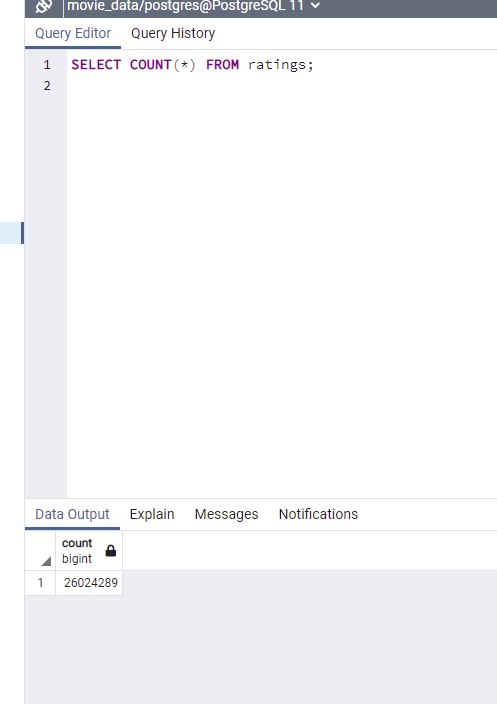 movie_data/postgres@PostgreSQL 11
Query Editor Query History
1 SELECT COUNT(*) FROM ratings;
2
Data Output Explain Messages Notifications
count
bigint
1 26024289